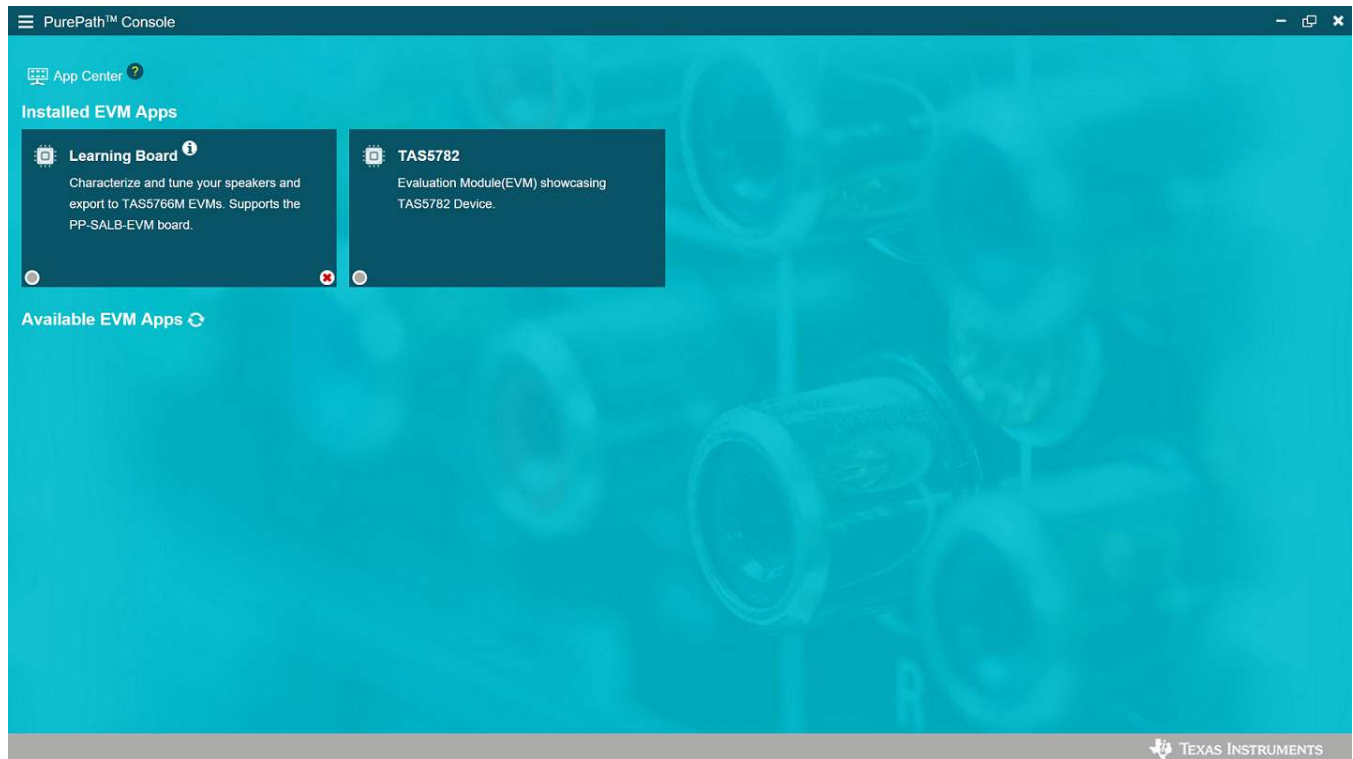 PurePath™ Console
App Center ?
Installed EVM Apps
Learning Board i
Characterize and tune your speakers and
export to TAS5766M EVMs. Supports the
PP-SALB-EVM board.
TAS5782
Evaluation Module(EVM) showcasing
TAS5782 Device.
Available EVM Apps
R
TEXAS INSTRUMENTS